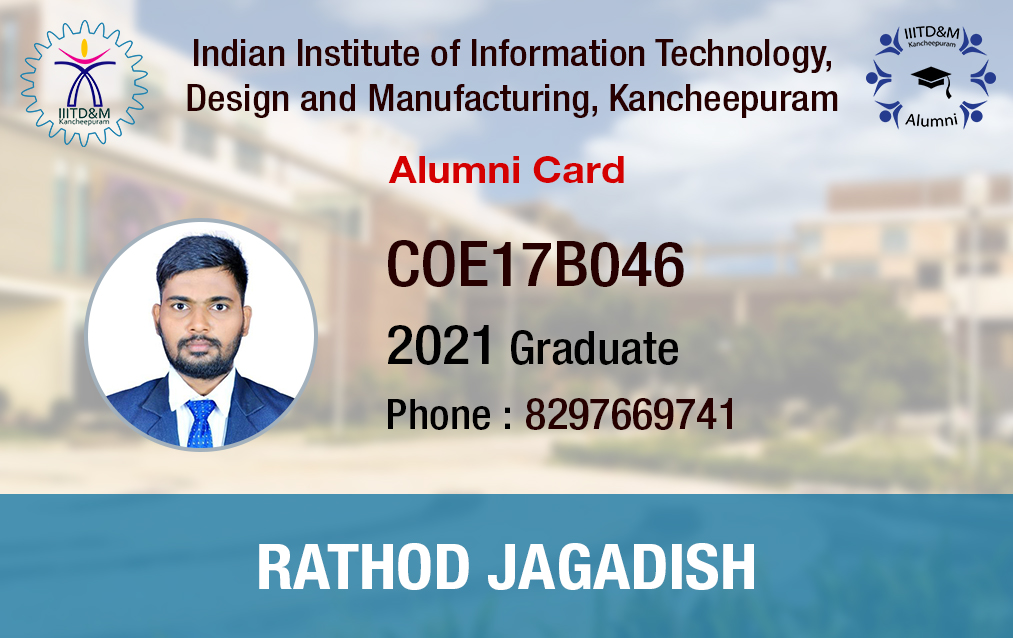 IIITD&M
Kancheepuram
Indian Institute of Information Technology,
Design and Manufacturing, Kancheepuram
IIITD&M
Kancheepuram
Alumni
Alumni Card
COE17B046
2021 Graduate
Phone : 8297669741
RATHOD JAGADISH